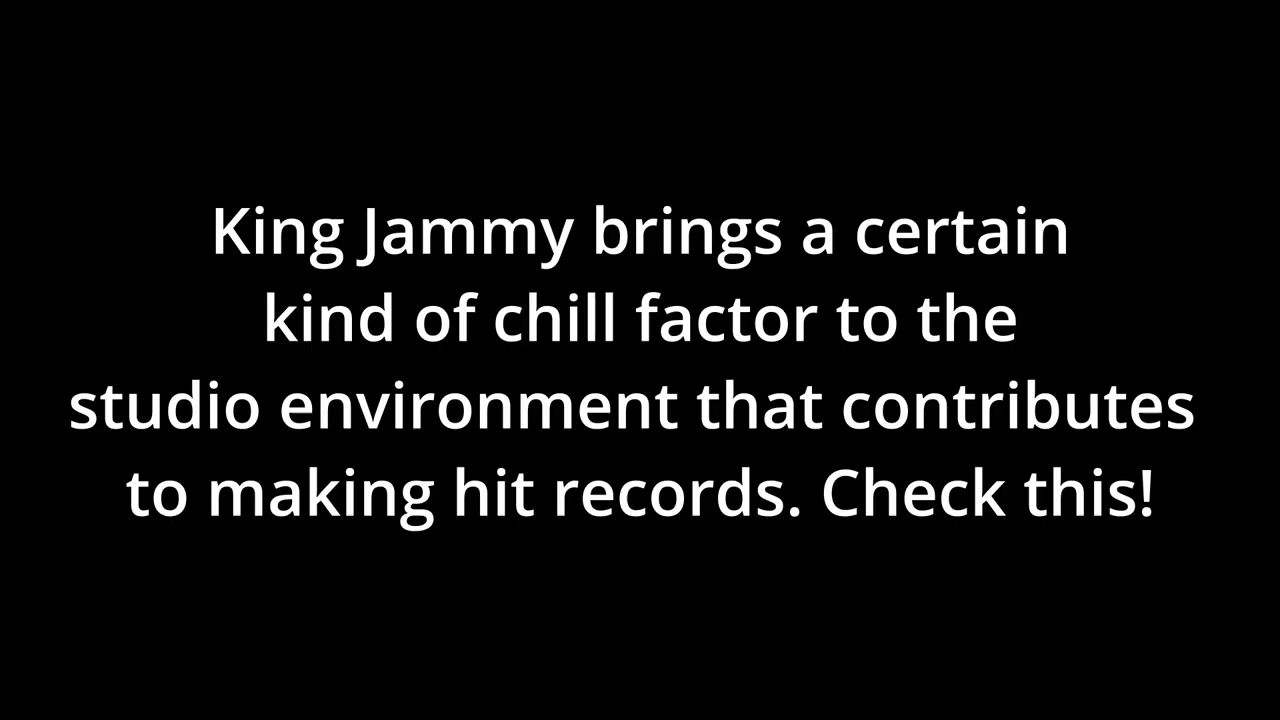 King Jammy brings a certain
kind of chill factor to the
studio environment that contributes
to making hit records. Check this!